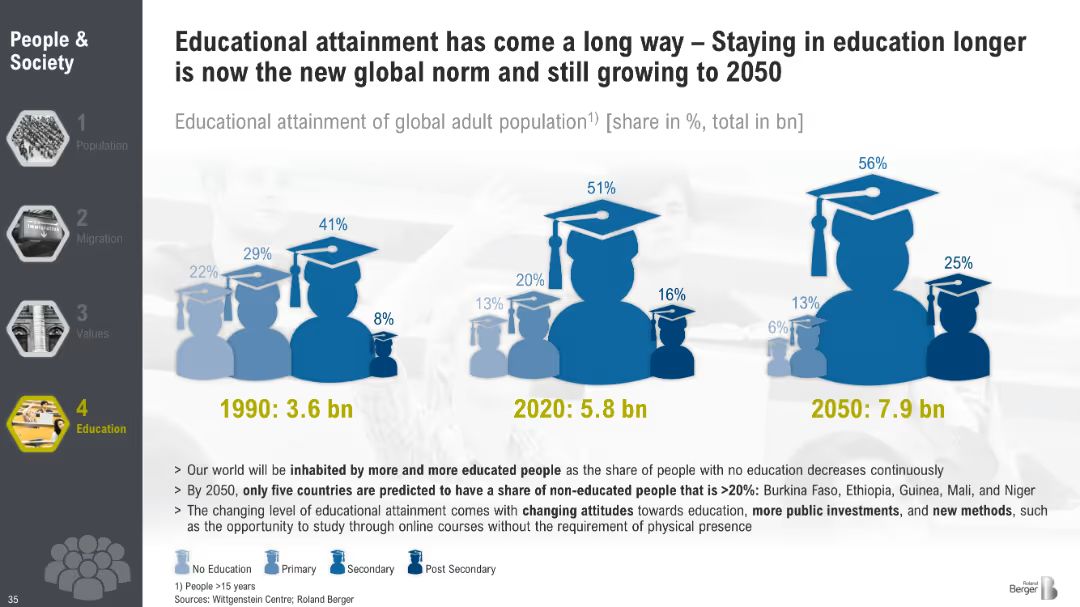 People &
Society
1
Population
2
Migration
3
Values
4
Education
Educational attainment has come a long way – Staying in education longer
is now the new global norm and still growing to 2050
Educational attainment of global adult population1) [share in %, total in bn]
22%
29%
41%
8%
1990: 3.6 bn
13%
20%
51%
16%
2020: 5.8 bn
6%
13%
56%
25%
2050: 7.9 bn
> Our world will be inhabited by more and more educated people as the share of people with no education decreases continuously
> By 2050, only five countries are predicted to have a share of non-educated people that is >20%: Burkina Faso, Ethiopia, Guinea, Mali, and Niger
> The changing level of educational attainment comes with changing attitudes towards education, more public investments, and new methods, such
as the opportunity to study through online courses without the requirement of physical presence
No Education Primary Secondary Post Secondary
1) People >15 years
Sources: Wittgenstein Centre; Roland Berger
35
Roland
Berger